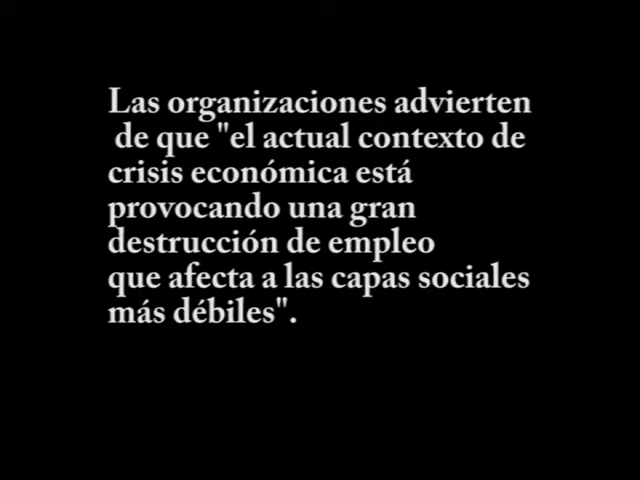 Las organizaciones advierten
de que "el actual contexto de
crisis económica está
provocando una gran
destrucción de empleo
que afecta a las capas sociales
más débiles".